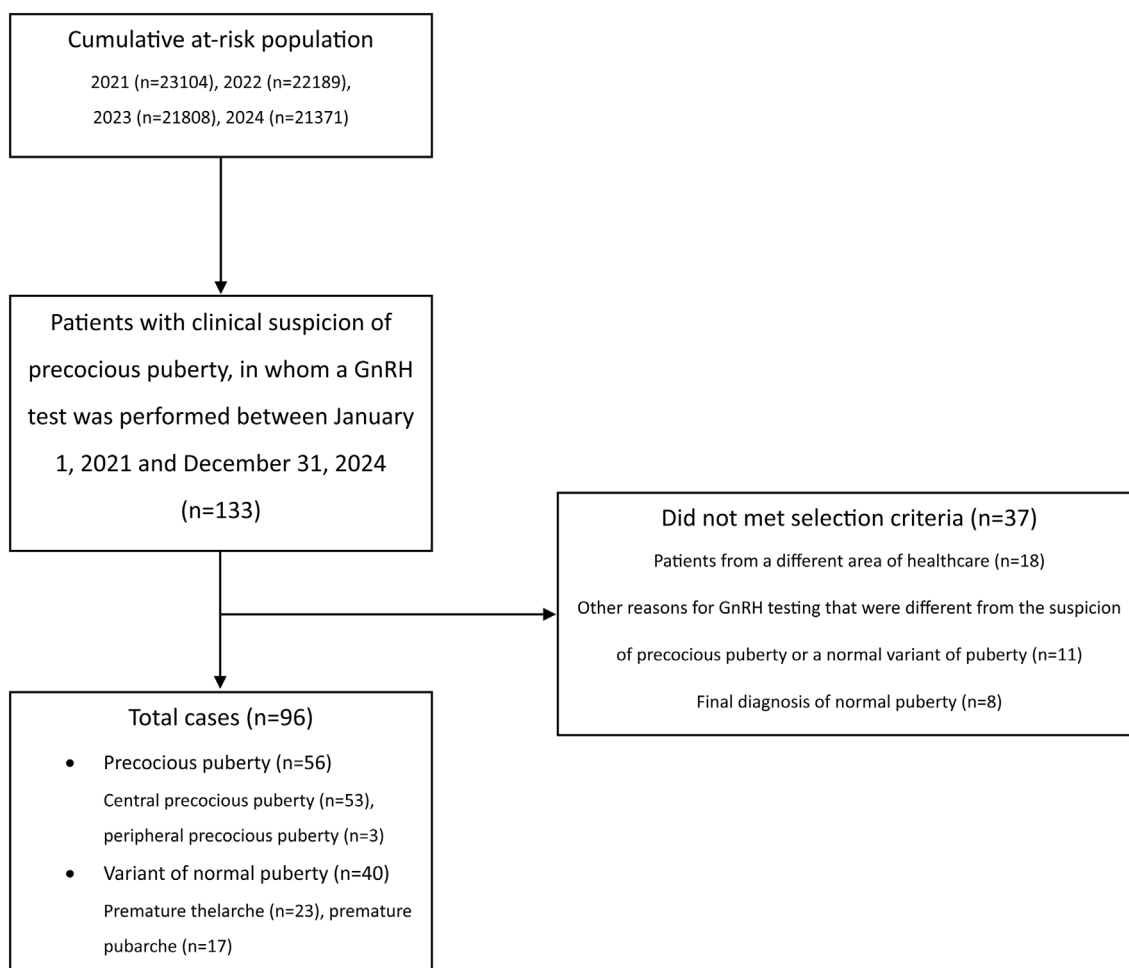 Cumulative at-risk population
2021 (n=23104), 2022 (n=22189),
2023 (n=21808), 2024 (n=21371)
Patients with clinical suspicion of
precocious puberty, in whom a GnRH
test was performed between January
1, 2021 and December 31, 2024
(n=133)
Did not met selection criteria (n=37)
Patients from a different area of healthcare (n=18)
Other reasons for GnRH testing that were different from the suspicion
of precocious puberty or a normal variant of puberty (n=11)
Final diagnosis of normal puberty (n=8)
Total cases (n=96)
• Precocious puberty (n=56)
Central precocious puberty (n=53),
peripheral precocious puberty (n=3)
• Variant of normal puberty (n=40)
Premature thelarche (n=23), premature
pubarche (n=17)